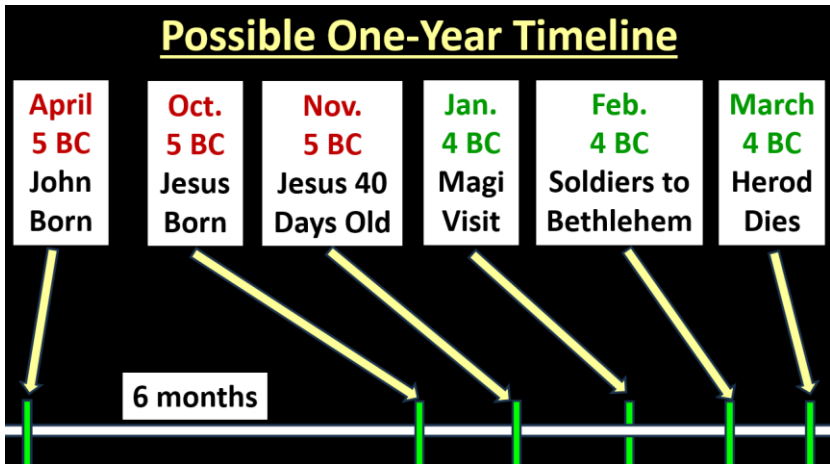 Possible One-Year Timeline
April
5 BC
John
Born
Oct.
5 BC
Jesus
Born
Nov.
5 BC
Jesus 40
Days Old
Jan.
4 BC
Magi
Visit
Feb.
4 BC
Soldiers to
Bethlehem
March
4 BC
Herod
Dies
6 months